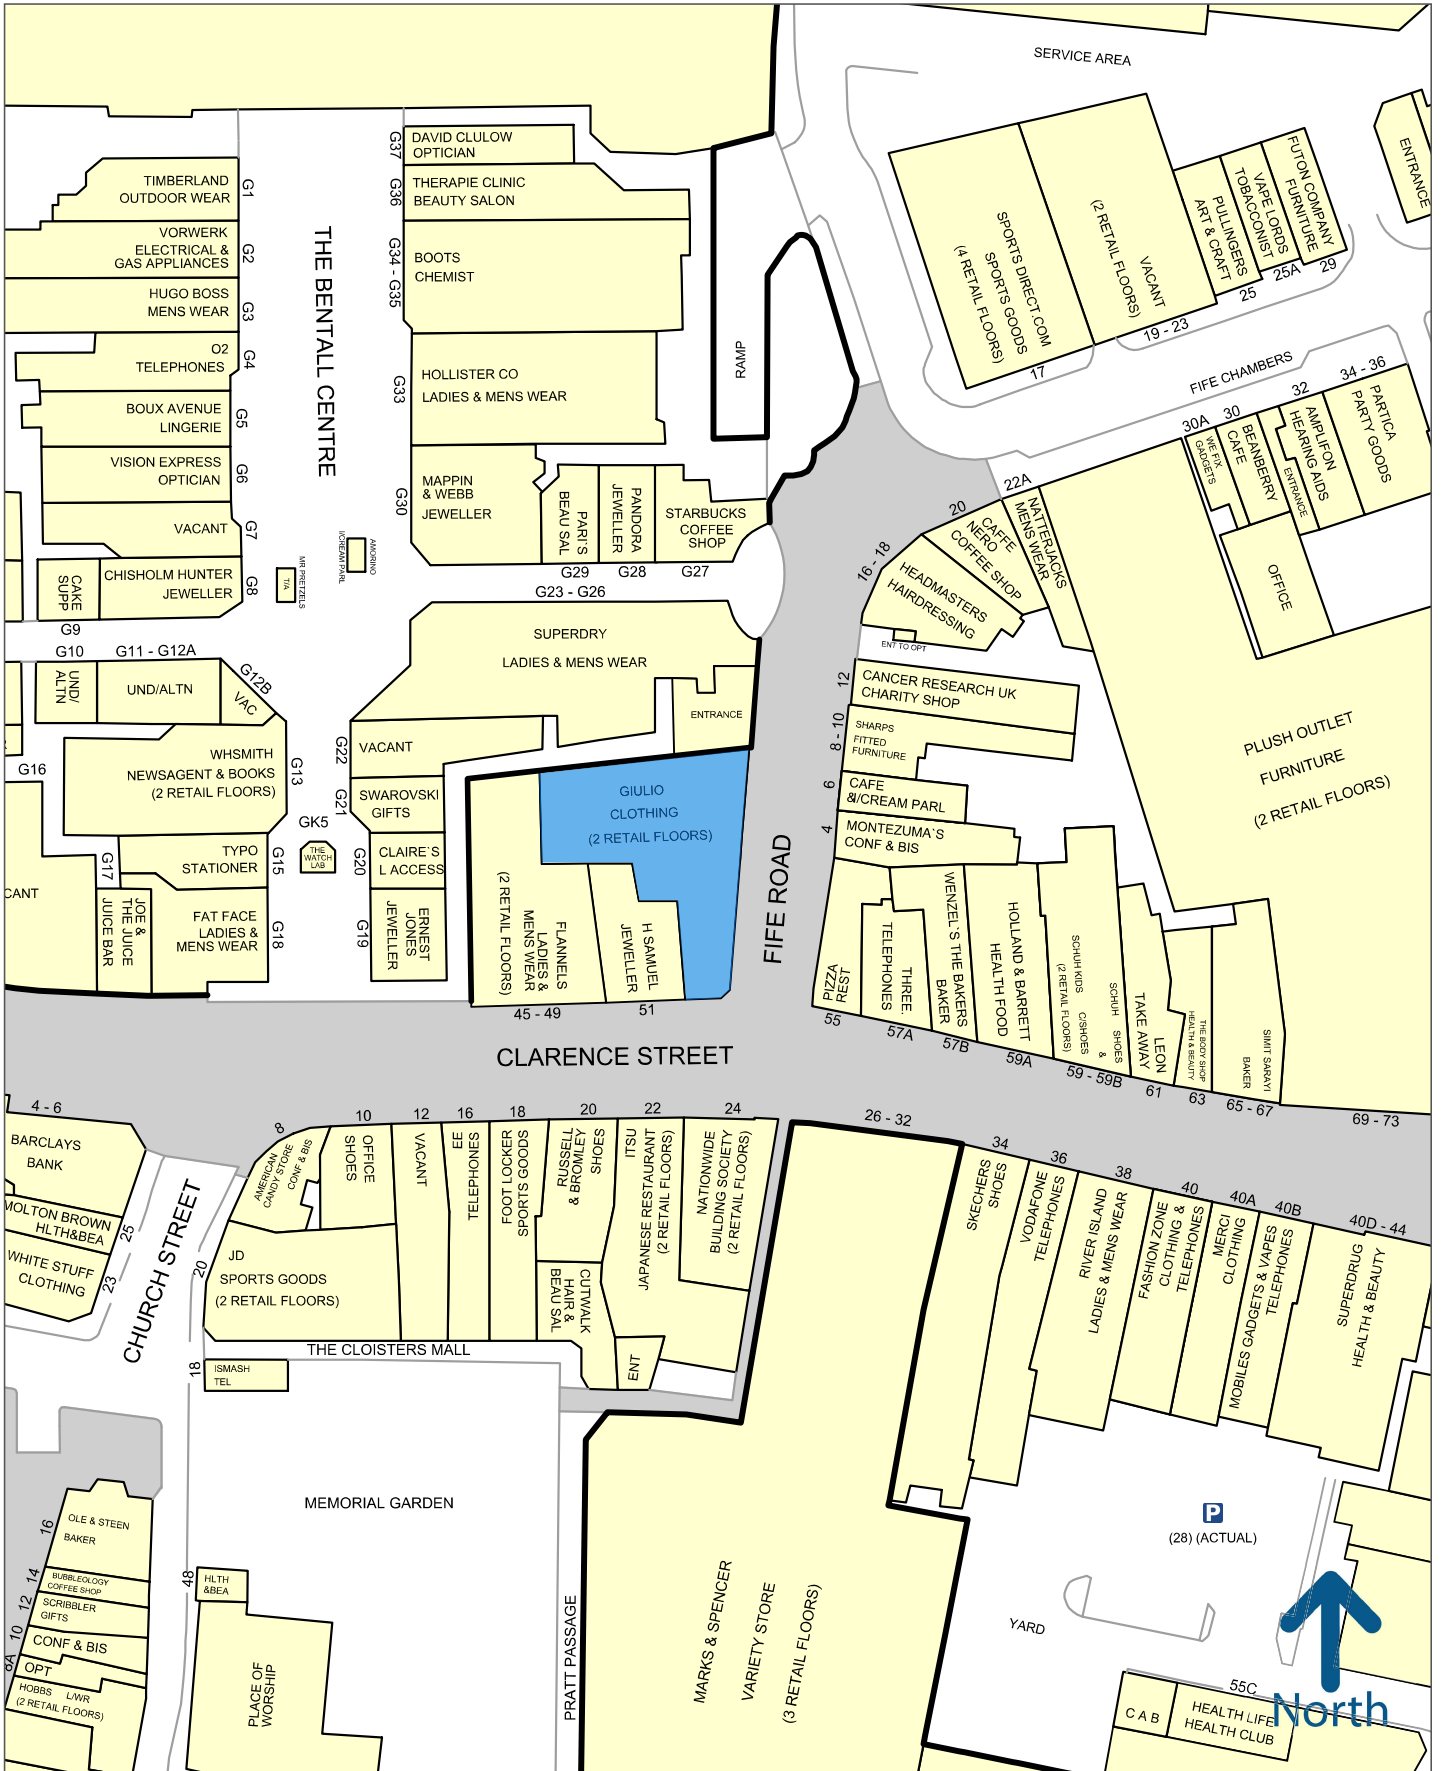 SERVICE AREA
DAVID CLULOW
OPTICIAN
G37
THERAPIE CLINIC
BEAUTY SALON
G36
TIMBERLAND
OUTDOOR WEAR
G1
VORWERK
ELECTRICAL &
GAS APPLIANCES
G2
HUGO BOSS
MENS WEAR
G3
O2
TELEPHONES
G4
BOUX AVENUE
LINGERIE
G5
VISION EXPRESS
OPTICIAN
G6
VACANT
G7
CHISHOLM HUNTER
JEWELLER
G8
CAKE
SUPP
G9
THE BENTALL CENTRE
BOOTS
CHEMIST
G34 - G35
HOLLISTER CO
LADIES & MENS WEAR
G33
MAPPIN
& WEBB
JEWELLER
G30
PARI'S
BEAU SAL
G29
PANDORA
JEWELLER
G28
STARBUCKS
COFFEE
SHOP
G27
AMORINO
I/CREAM PARL
MR PRETZELS
T/A
G23 - G26
SUPERDRY
LADIES & MENS WEAR
ENTRANCE
G10
UND/
ALTN
G11 - G12A
UND/ALTN
G12B
VAC
WHSMITH
NEWSAGENT & BOOKS
(2 RETAIL FLOORS)
G13
G16
G22
VACANT
G21
SWAROVSKI
GIFTS
GK5
THE
WATCH
LAB
G20
CLAIRE`S
L ACCESS
G19
ERNEST
JONES
JEWELLER
TYPO
STATIONER
G15
G17
JOE &
THE JUICE
JUICE BAR
FAT FACE
LADIES &
MENS WEAR
G18
CANT
RAMP
GIULIO
CLOTHING
(2 RETAIL FLOORS)
FLANNELS
LADIES &
MENS WEAR
(2 RETAIL FLOORS)
45 - 49
H SAMUEL
JEWELLER
51
FIFE ROAD
CLARENCE STREET
SPORTS DIRECT.COM
SPORTS GOODS
(4 RETAIL FLOORS)
17
VACANT
(2 RETAIL FLOORS)
19 - 23
PULLINGERS
ART & CRAFT
25
VAPE LORDS
TOBACCONIST
25A
FUTON COMPANY
FURNITURE
29
ENTRANCE
FIFE CHAMBERS
30A
WE FIX
GADGETS
30
BEANBERRY
CAFE
32
AMPLIFON
HEARING AIDS
ENTRANCE
34 - 36
PARTICA
PARTY GOODS
OFFICE
22A
NATTERJACKS
MENS WEAR
20
CAFFE
NERO
COFFEE SHOP
16 - 18
HEADMASTERS
HAIRDRESSING
ENT TO OPT
12
CANCER RESEARCH UK
CHARITY SHOP
8 - 10
SHARPS
FITTED
FURNITURE
6
CAFE
&I/CREAM PARL
4
MONTEZUMA`S
CONF & BIS
PLUSH OUTLET
FURNITURE
(2 RETAIL FLOORS)
PIZZA
REST
55
THREE.
TELEPHONES
57A
WENZEL`S THE BAKERS
BAKER
57B
HOLLAND & BARRETT
HEALTH FOOD
59A
SCHUH SHOES
&
SCHUH KIDS C/SHOES
(2 RETAIL FLOORS)
59 - 59B
LEON
TAKE AWAY
61
THE BODY SHOP
HEALTH & BEAUTY
63
SIMIT SARAYI
BAKER
65 - 67
69 - 73
4 - 6
BARCLAYS
BANK
MOLTON BROWN
HLTH&BEA
25
WHITE STUFF
CLOTHING
23
CHURCH STREET
8
AMERICAN
CANDY STORE
CONF & BIS
10
OFFICE
SHOES
12
VACANT
16
EE
TELEPHONES
18
FOOT LOCKER
SPORTS GOODS
20
RUSSELL
& BROMLEY
SHOES
22
ITSU
JAPANESE RESTAURANT
(2 RETAIL FLOORS)
24
NATIONWIDE
BUILDING SOCIETY
(2 RETAIL FLOORS)
20
JD
SPORTS GOODS
(2 RETAIL FLOORS)
CUTWALK
HAIR &
BEAU SAL
ENT
THE CLOISTERS MALL
18
ISMASH
TEL
26 - 32
34
SKECHERS
SHOES
36
VODAFONE
TELEPHONES
38
RIVER ISLAND
LADIES & MENS WEAR
40
FASHION ZONE
CLOTHING &
TELEPHONES
40A
MERCI
CLOTHING
40B
MOBILES GADGETS & VAPES
TELEPHONES
40D - 44
SUPERDRUG
HEALTH & BEAUTY
MEMORIAL GARDEN
PRATT PASSAGE
MARKS & SPENCER
VARIETY STORE
(3 RETAIL FLOORS)
P
(28) (ACTUAL)
YARD
16
OLE & STEEN
BAKER
14
BUBBLEOLOGY
COFFEE SHOP
12
SCRIBBLER
GIFTS
10
CONF & BIS
8A
OPT
HOBBS L/WR
(2 RETAIL FLOORS)
48
HLTH
&BEA
PLACE OF
WORSHIP
55C
C A B
HEALTH LIFE
HEALTH CLUB
North